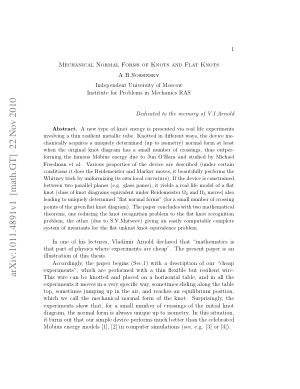 1
Mechanical Normal Forms of Knots and Flat Knots
A.B.Sossinsky
Independent University of Moscow
Institute for Problems in Mechanics RAS
Dedicated to the memory of V.I.Arnold
Abstract. A new type of knot energy is presented via real life experiments
involving a thin resilient metallic tube. Knotted in different ways, the device me-
chanically acquires a uniquely determined (up to isometry) normal form at least
when the original knot diagram has a small number of crossings, thus outper-
forming the famous Möbius energy due to Jun O'Hara and studied by Michael
Freedman et al. Various properties of the device are described (under certain
conditions it does the Reidemeister and Markov moves, it beautifully performs the
Whitney trick by uniformizing its own local curvature). If the device is constrained
between two parallel planes (e.g. glass panes), it yields a real life model of a flat
knot (class of knot diagrams equivalent under Reidemeister Ω2 and Ω3 moves) also
leading to uniquely determined "flat normal forms" (for a small number of crossing
points of the given flat knot diagram). The paper concludes with two mathematical
theorems, one reducing the knot recognition problem to the flat knot recognition
problem, the other (due to S.V.Matveev) giving an easily computable complete
system of invariants for the flat unknot knot equivalence problem.
In one of his lectures, Vladimir Arnold declared that "mathematics is
that part of physics where experiments are cheap". The present paper is an
illustration of this thesis.
Accordingly, the paper begins (Sec.1) with a description of our "cheap
experiments", which are performed with a thin flexible but resilient wire.
This wire can be knotted and placed on a horizontal table, and in all the
experiments it moves in a very specific way, sometimes sliding along the table
top, sometimes jumping up in the air, and reaches an equilibrium position,
which we call the mechanical normal form of the knot. Surprisingly, the
experiments show that, for a small number of crossings of the initial knot
diagram, the normal form is always unique up to isometry. In this situation,
it turns out that our simple device performs much better than the celebrated
Möbius energy models [1], [2] in computer simulations (see, e.g. [3] or [4]).
arXiv:1011.4891v1 [math.GT] 22 Nov 2010